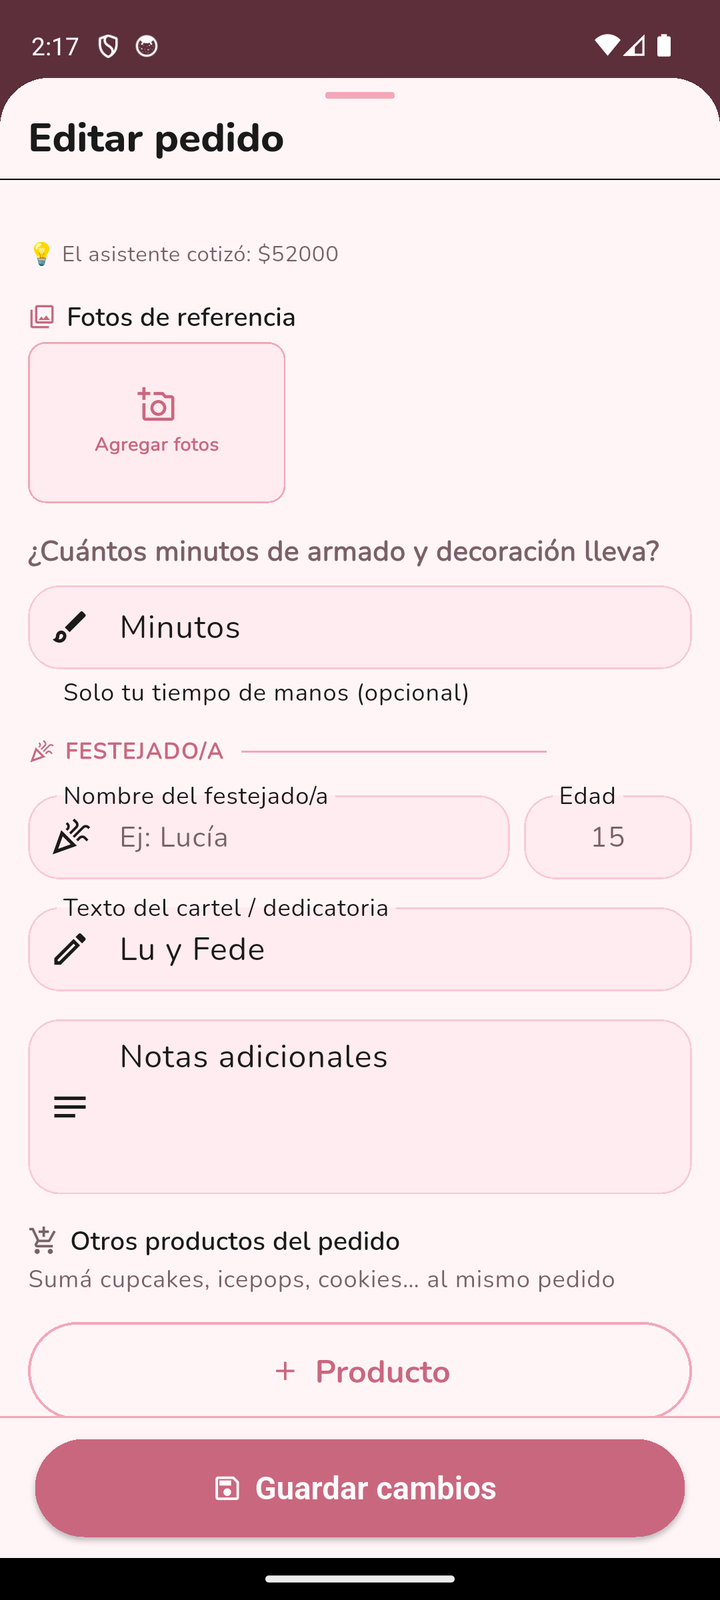 2:17
Editar pedido
💡 El asistente cotizó: $52000
Fotos de referencia
Agregar fotos
¿Cuántos minutos de armado y decoración lleva?
Minutos
Solo tu tiempo de manos (opcional)
FESTEJADO/A
Nombre del festejado/a
Ej: Lucía
Edad
15
Texto del cartel / dedicatoria
Lu y Fede
Notas adicionales
Otros productos del pedido
Sumá cupcakes, icepops, cookies... al mismo pedido
+ Producto
Guardar cambios